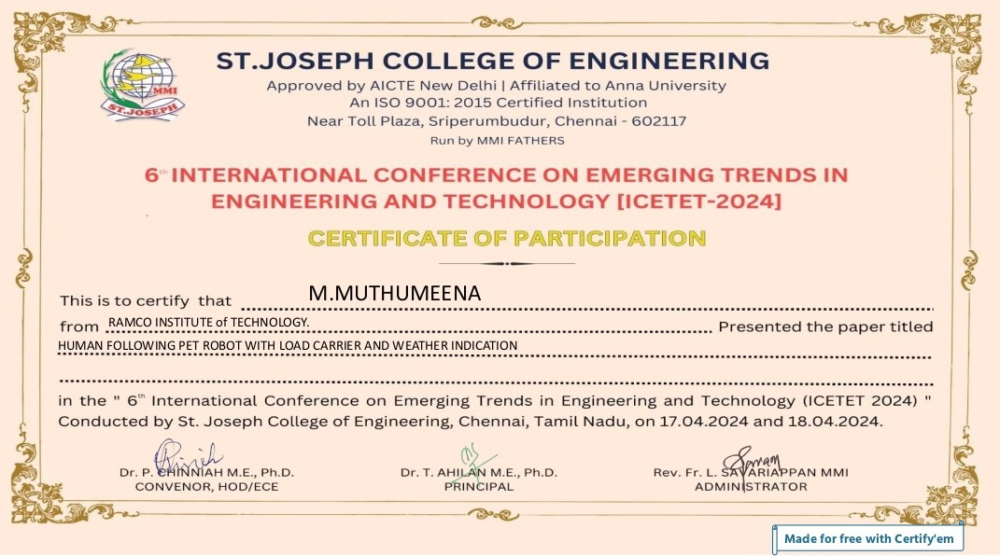 ST.JOSEPH COLLEGE OF ENGINEERING
Approved by AICTE New Delhi | Affiliated to Anna University
An ISO 9001: 2015 Certified Institution
Near Toll Plaza, Sriperumbudur, Chennai - 602117
Run by MMI FATHERS
MMI
ST.JOSEPH
6th INTERNATIONAL CONFERENCE ON EMERGING TRENDS IN
ENGINEERING AND TECHNOLOGY [ICETET-2024]
CERTIFICATE OF PARTICIPATION
This is to certify that M.MUTHUMEENA
from RAMCO INSTITUTE of TECHNOLOGY. Presented the paper titled
HUMAN FOLLOWING PET ROBOT WITH LOAD CARRIER AND WEATHER INDICATION
in the " 6th International Conference on Emerging Trends in Engineering and Technology (ICETET 2024) "
Conducted by St. Joseph College of Engineering, Chennai, Tamil Nadu, on 17.04.2024 and 18.04.2024.
Dr. P. CHINNIAH M.E., Ph.D. Dr. T. AHILAN M.E., Ph.D. Rev. Fr. L. SAVARIAPPAN MMI
CONVENOR, HOD/ECE PRINCIPAL ADMINISTRATOR
Made for free with Certify'em